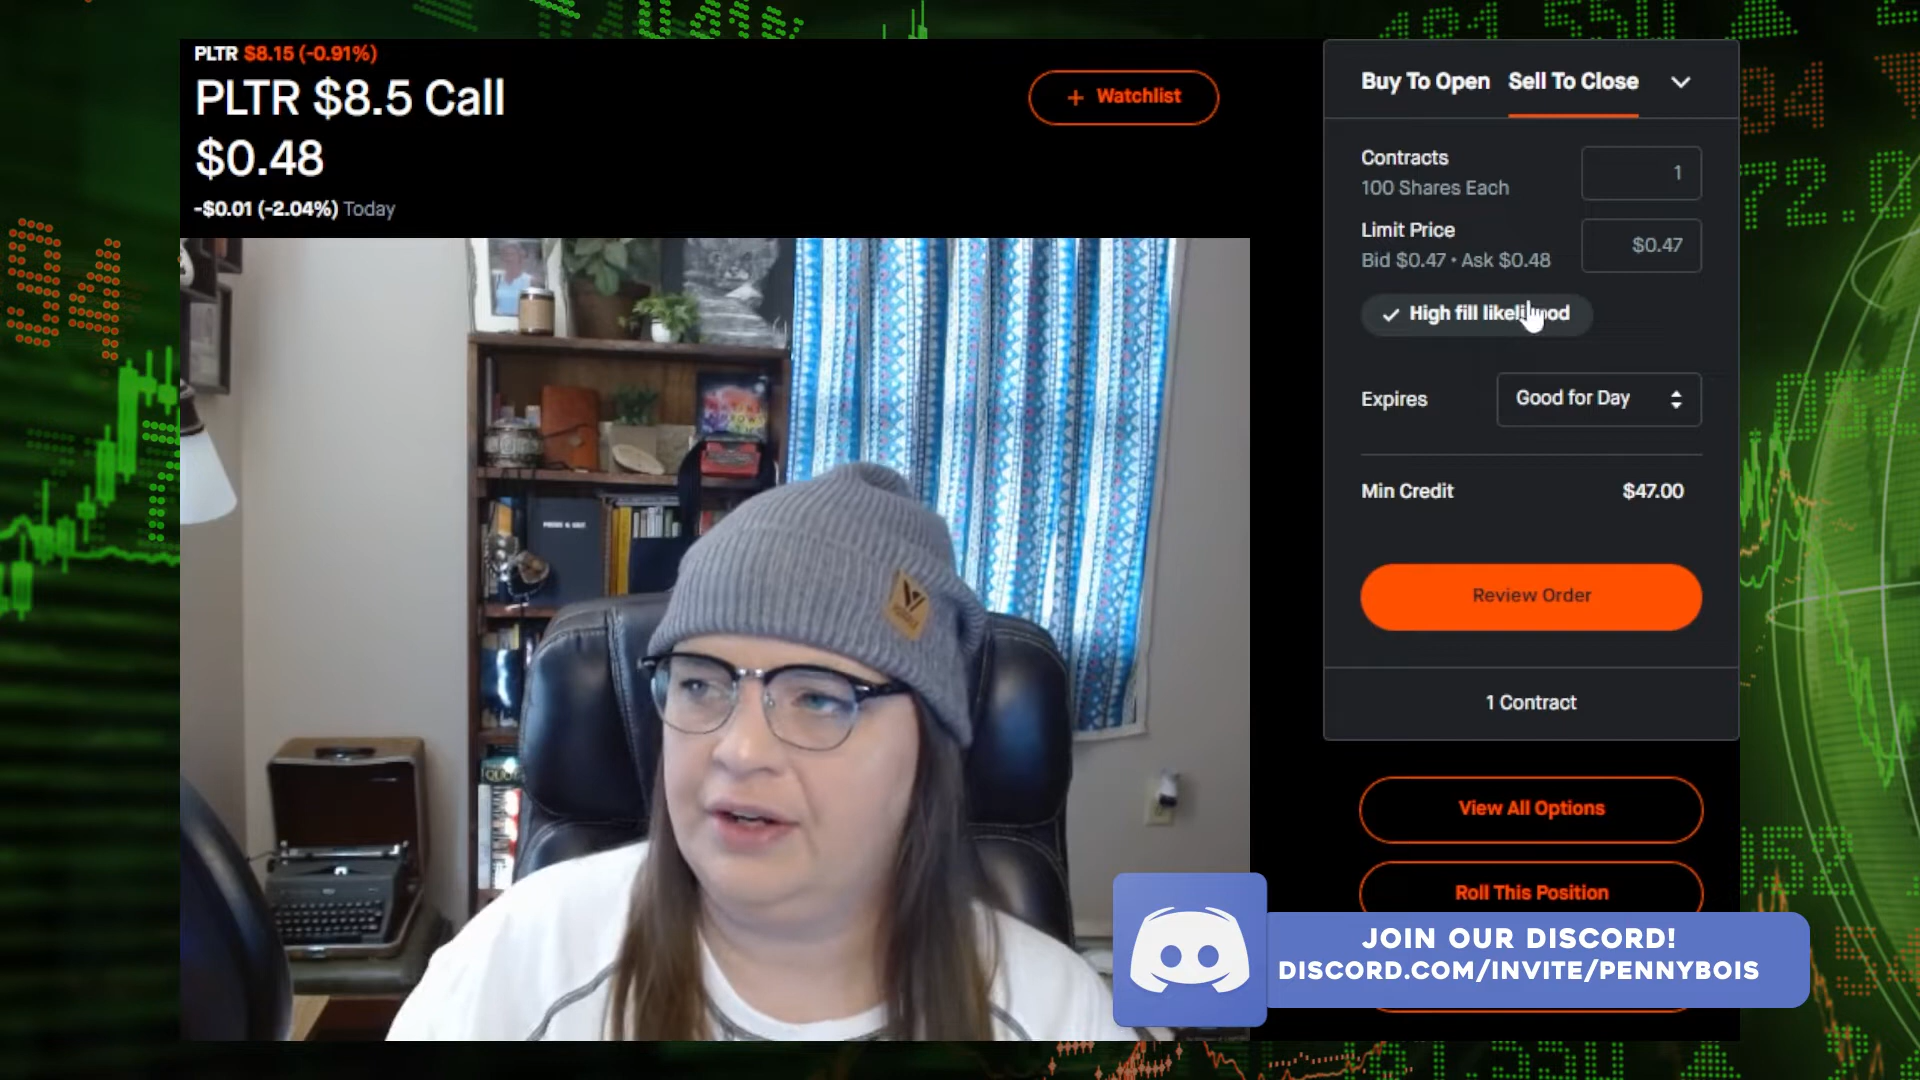 PLTR $8.15 (-0.91%)
PLTR $8.5 Call
$0.48
-$0.01 (-2.04%) Today
+ Watchlist
Buy To Open Sell To Close
Contracts
100 Shares Each
1
Limit Price
Bid $0.47 • Ask $0.48
$0.47
High fill likelihood
Expires
Good for Day
Min Credit
$47.00
Review Order
1 Contract
View All Options
Roll This Position
JOIN OUR DISCORD!
DISCORD.COM/INVITE/PENNYBOIS